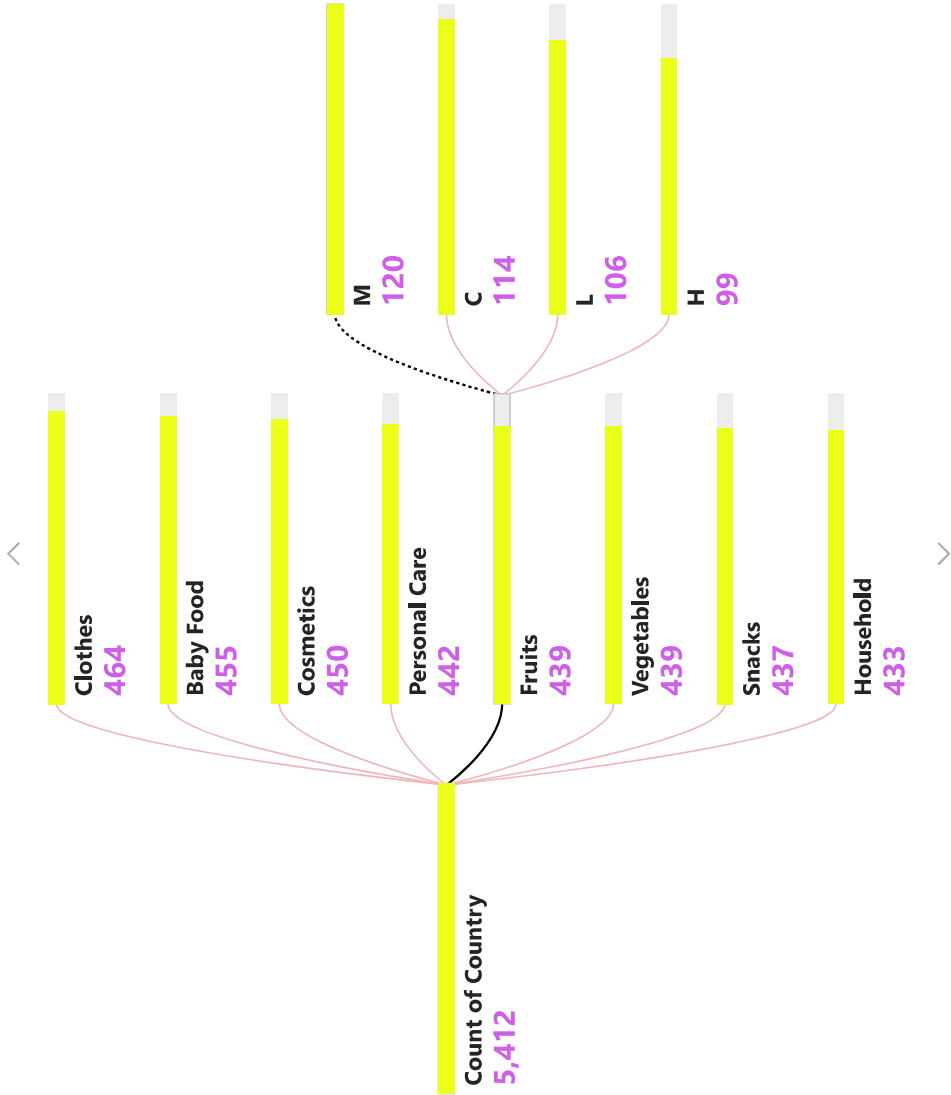 M
120
C
114
L
106
H
99
Clothes
464
Baby Food
455
Cosmetics
450
Personal Care
442
Fruits
439
Vegetables
439
Snacks
437
Household
433
Count of Country
5,412